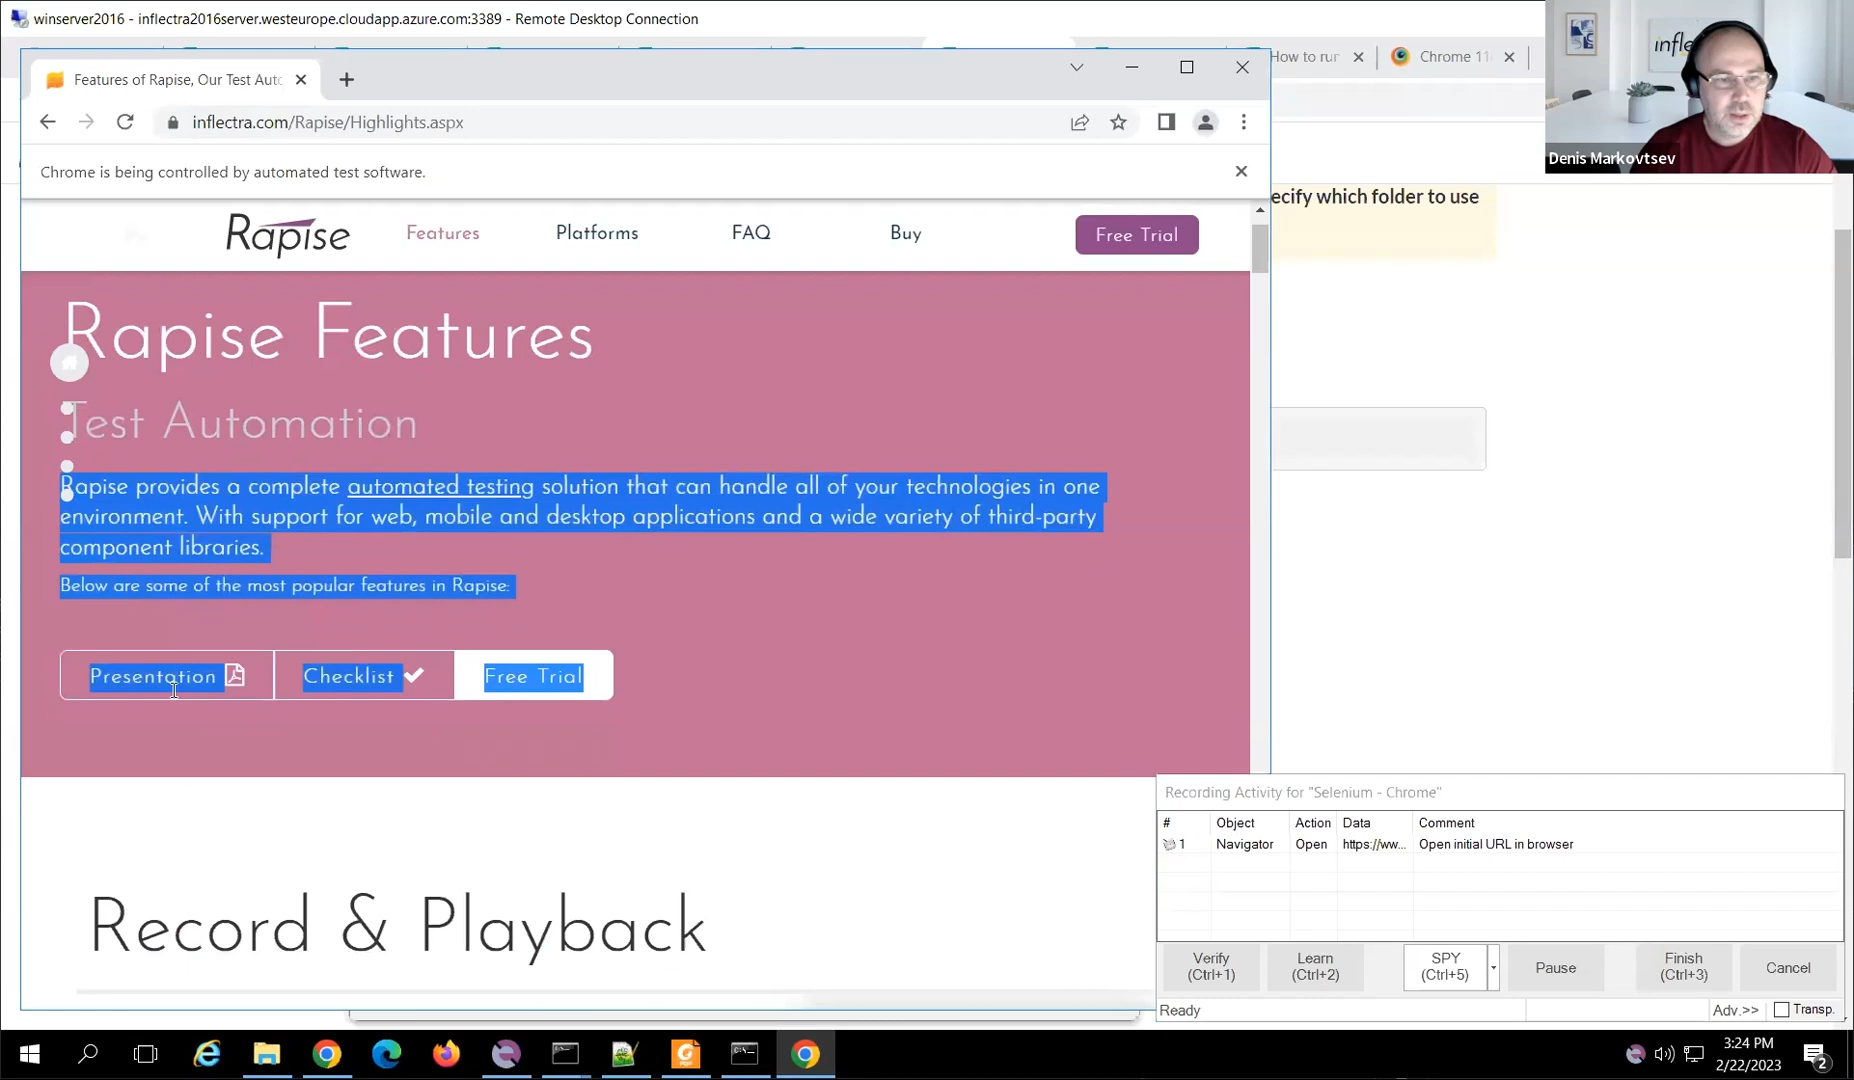 winserver2016 - inflectra2016server.westeurope.cloudapp.azure.com:3389 - Remote Desktop Connection
How to run
Chrome 11
Features of Rapise, Our Test Auto
inflectra.com/Rapise/Highlights.aspx
Chrome is being controlled by automated test software.
infle
Denis Markovtsev
ecify which folder to use
Rapise
Features
Platforms
FAQ
Buy
Free Trial
Rapise Features
Test Automation
Rapise provides a complete automated testing solution that can handle all of your technologies in one
environment. With support for web, mobile and desktop applications and a wide variety of third-party
component libraries.
Below are some of the most popular features in Rapise:
Presentation
Checklist
Free Trial
Record & Playback
Recording Activity for "Selenium - Chrome"
# Object Action Data Comment
1 Navigator Open https://ww... Open initial URL in browser
Verify
(Ctrl+1)
Learn
(Ctrl+2)
SPY
(Ctrl+5)
Pause
Finish
(Ctrl+3)
Cancel
Ready
Adv.>>
Transp.
3:24 PM
2/22/2023
2